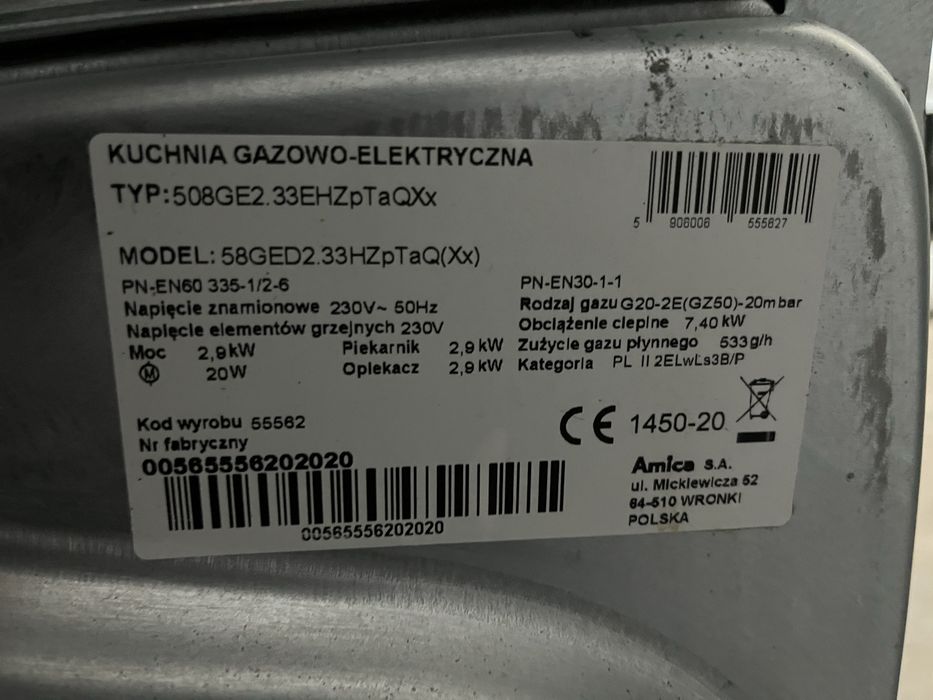 KUCHNIA GAZOWO-ELEKTRYCZNA
TYP:508GE2.33EHZpTaQXx
5 906006 555627
MODEL: 58GED2.33HZpTaQ(Xx)
PN-EN60 335-1/2-6
Napięcie znamionowe 230V~ 50Hz
Napięcie elementów grzejnych 230V
Moc 2,9kW Piekarnik 2,9 kW
M 20W Opiekacz 2,9 kW
PN-EN30-1-1
Rodzaj gazu G20-2E(GZ50)-20mbar
Obciążenie cieplne 7,40 kW
Zużycie gazu płynnego 533g/h
Kategoria PL II 2ELwLs3B/P
Kod wyrobu 55562
Nr fabryczny
00565556202020
00565556202020
CE 1450-20
Amica S.A.
ul. Mickiewicza 52
64-510 WRONKI
POLSKA